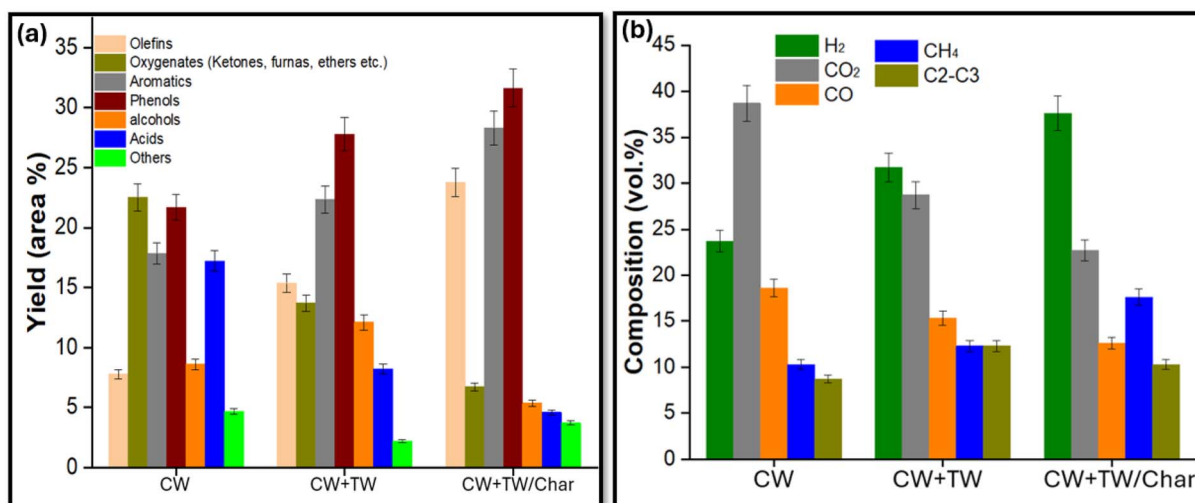 (a)
35
30
25
20
15
10
5
0
Yield (area %)
Olefins
Oxygenates (Ketones, furnas, ethers etc.)
Aromatics
Phenols
alcohols
Acids
Others
CW CW+TW CW+TW/Char
(b)
45
40
35
30
25
20
15
10
5
0
Composition (vol.%)
H₂ CH₄
CO₂ C2-C3
CO
CW CW+TW CW+TW/Char